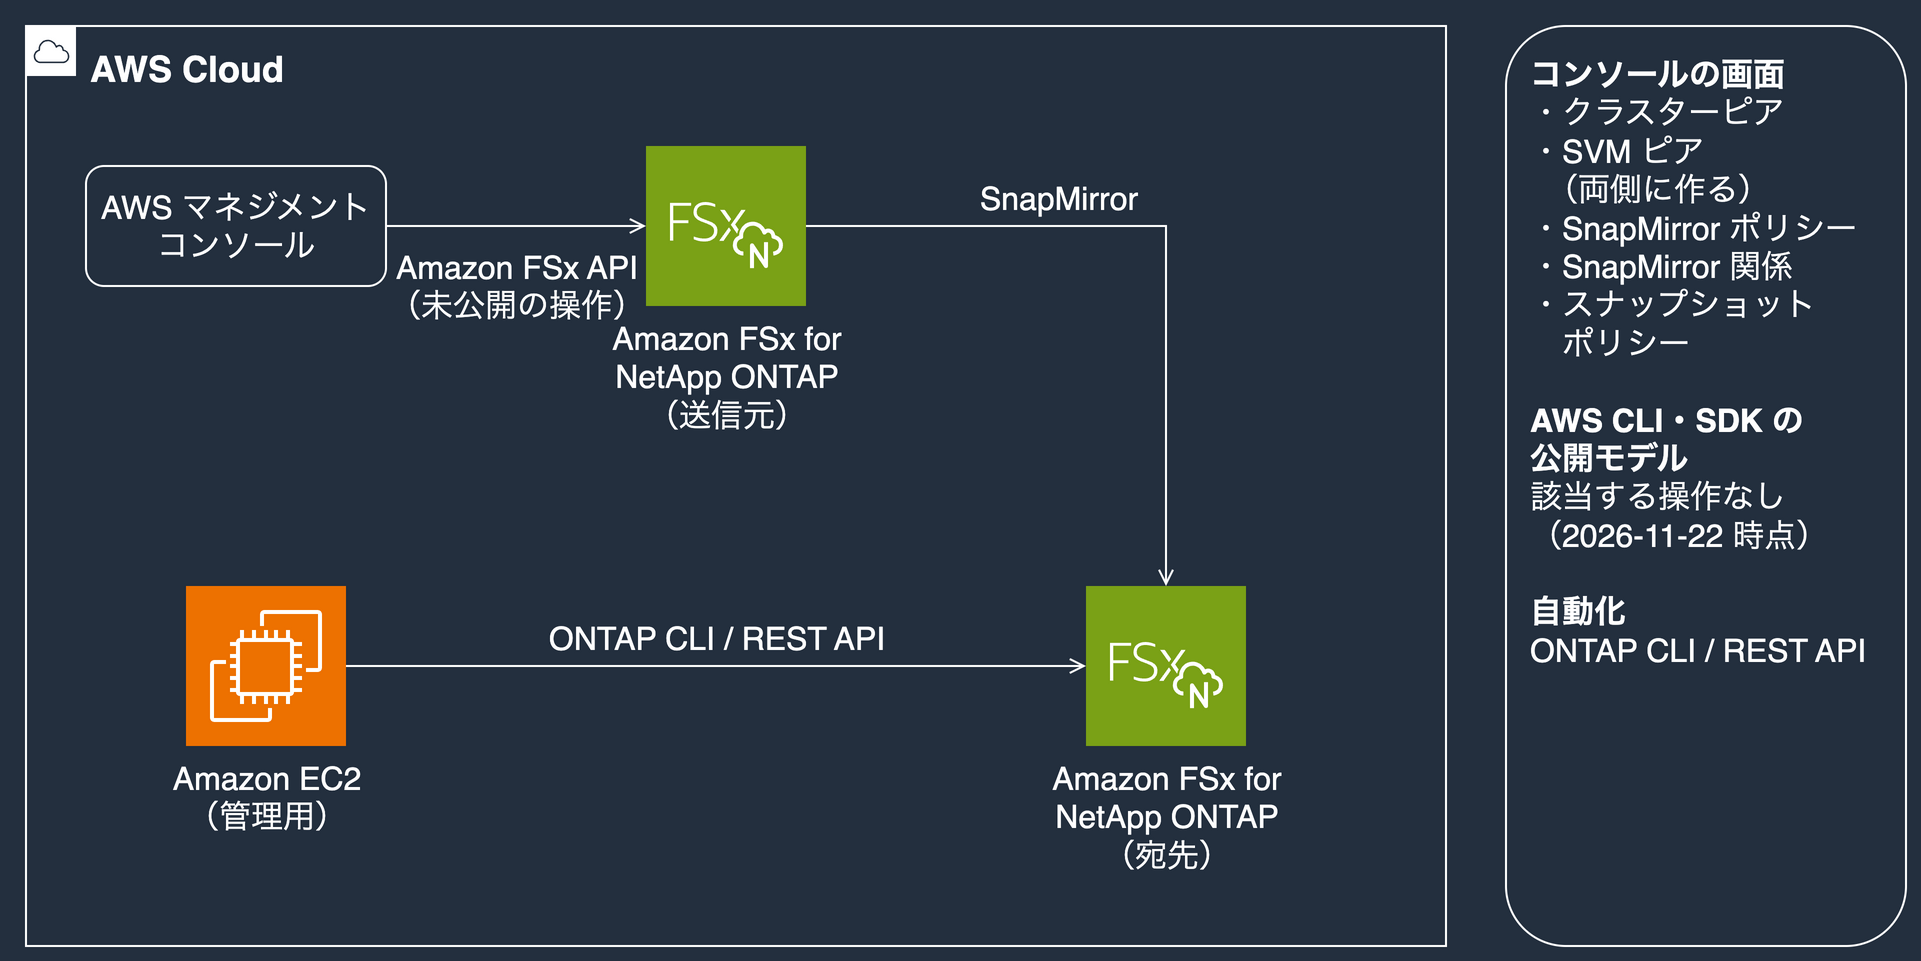 AWS Cloud
AWS マネジメント
コンソール
Amazon FSx API
（未公開の操作）
FSx
N
Amazon FSx for
NetApp ONTAP
（送信元）
SnapMirror
Amazon EC2
（管理用）
ONTAP CLI / REST API
FSx
N
Amazon FSx for
NetApp ONTAP
（宛先）
コンソールの画面
・クラスターピア
・SVM ピア
（両側に作る）
・SnapMirror ポリシー
・SnapMirror 関係
・スナップショット
ポリシー
AWS CLI・SDK の
公開モデル
該当する操作なし
（2026-11-22 時点）
自動化
ONTAP CLI / REST API